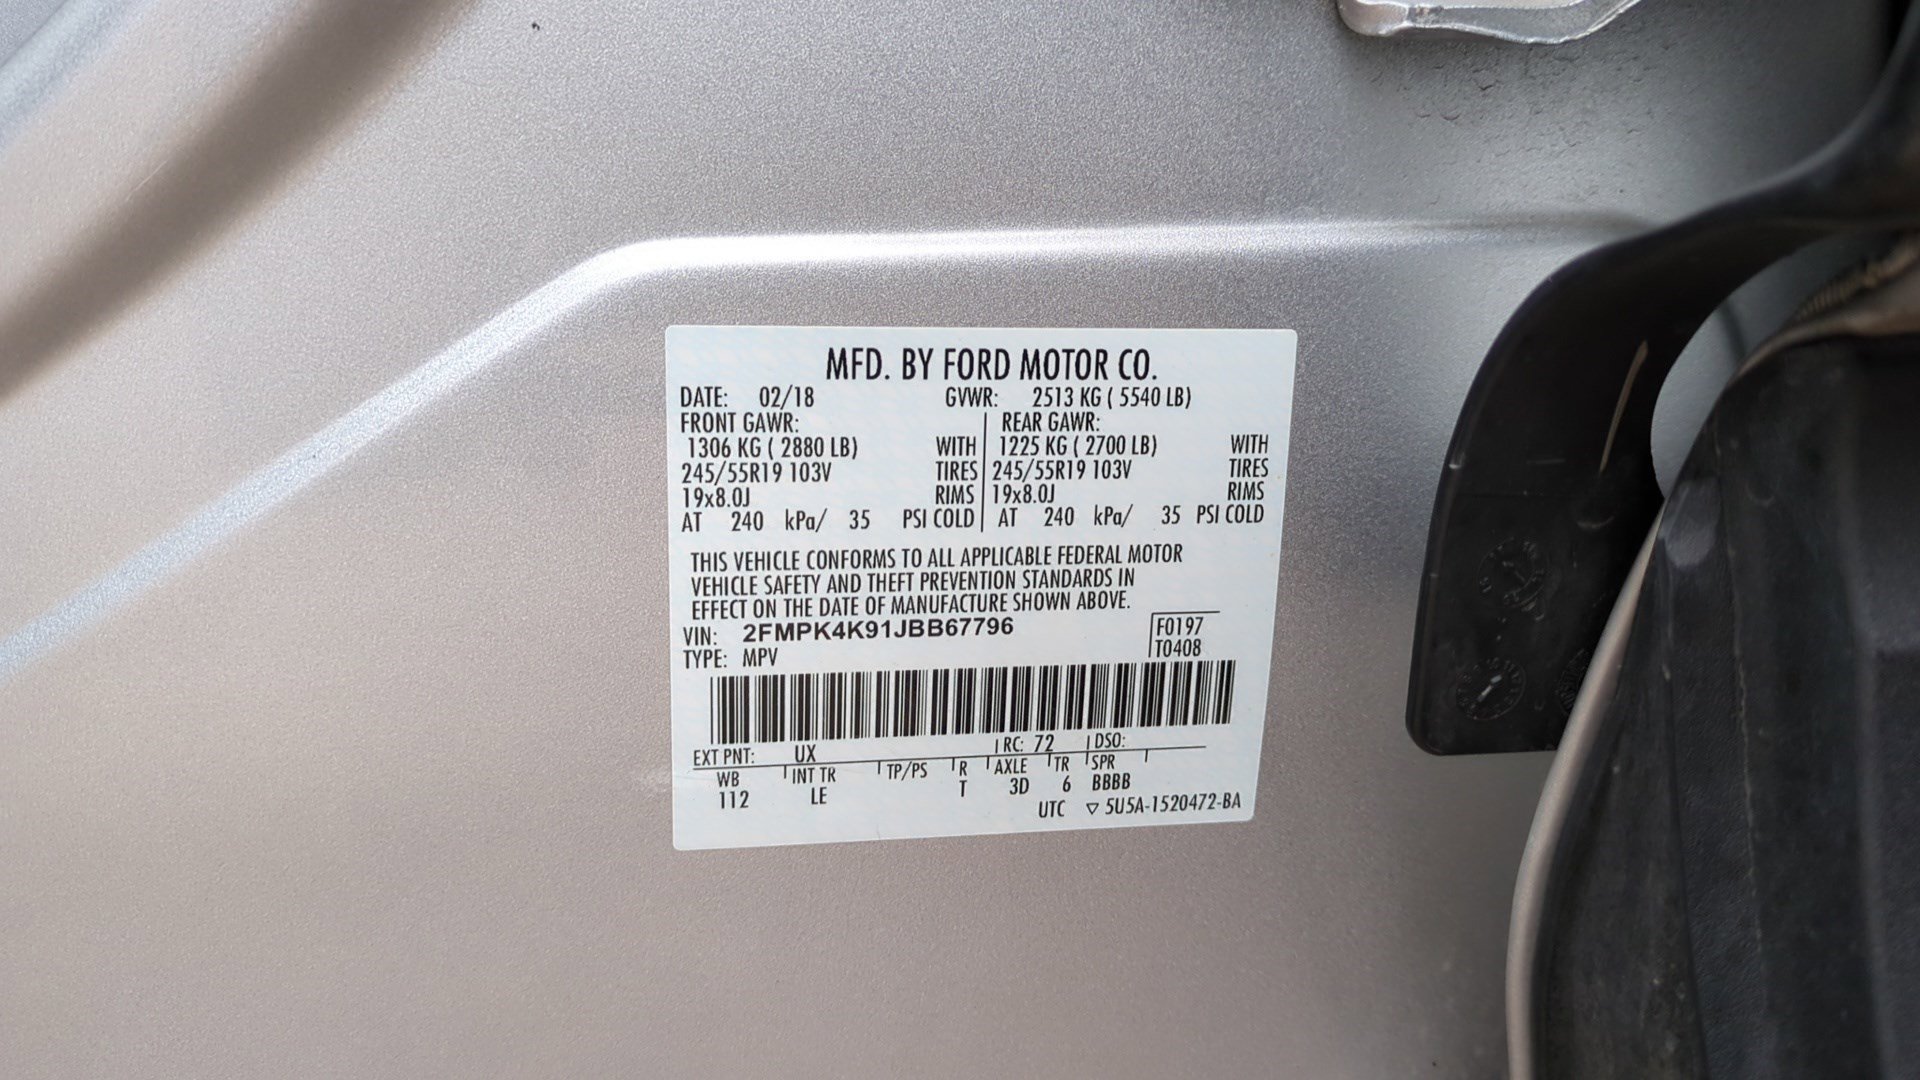 MFD. BY FORD MOTOR CO.
DATE: 02/18 GVWR: 2513 KG ( 5540 LB)
FRONT GAWR: REAR GAWR:
1306 KG ( 2880 LB) WITH 1225 KG ( 2700 LB) WITH
245/55R19 103V TIRES 245/55R19 103V TIRES
19x8.0J RIMS 19x8.0J RIMS
AT 240 kPa/ 35 PSI COLD AT 240 kPa/ 35 PSI COLD
THIS VEHICLE CONFORMS TO ALL APPLICABLE FEDERAL MOTOR
VEHICLE SAFETY AND THEFT PREVENTION STANDARDS IN
EFFECT ON THE DATE OF MANUFACTURE SHOWN ABOVE.
VIN: 2FMPK4K91JBB67796 F0197
TYPE: MPV T0408
EXT PNT: UX RC: 72 DSO:
WB INT TR TP/PS R AXLE TR SPR
112 LE T 3D 6 BBBB
UTC ▽ 5U5A-1520472-BA